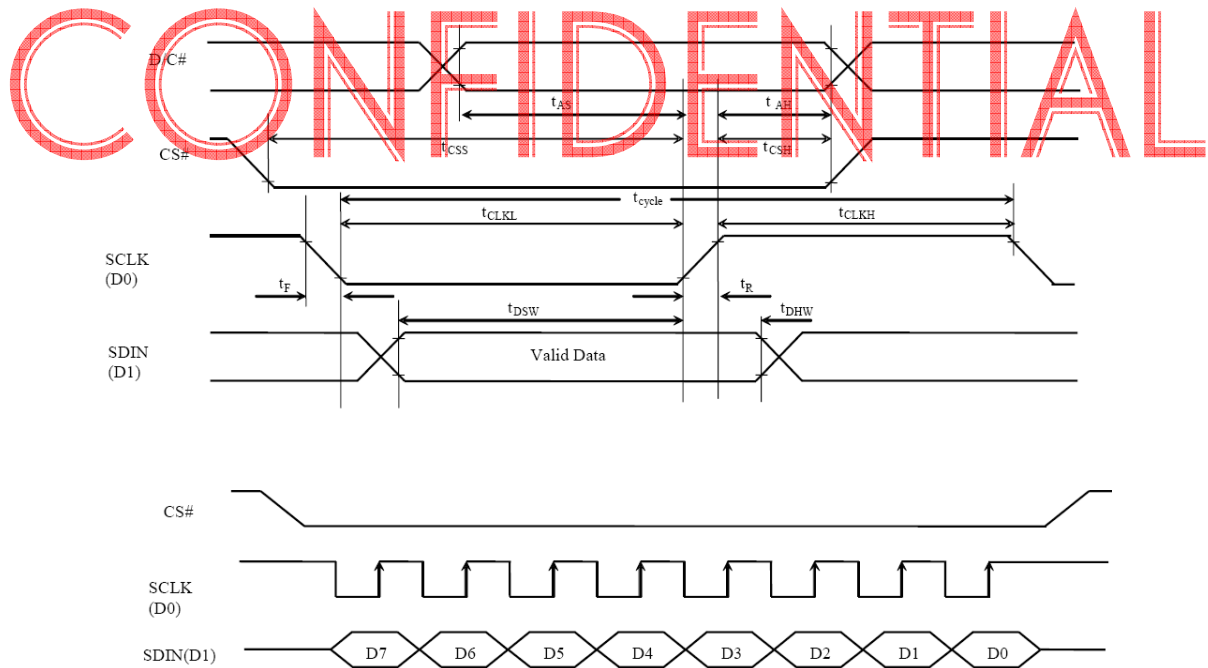 CONFIDENTIAL
D/C#
tAS
tAH
CS#
tCSS
tCSH
tcycle
tCLKL
tCLKH
SCLK
(D0)
tF
tR
tDSW
tDHW
SDIN
(D1)
Valid Data
CS#
SCLK
(D0)
SDIN(D1)
D7
D6
D5
D4
D3
D2
D1
D0